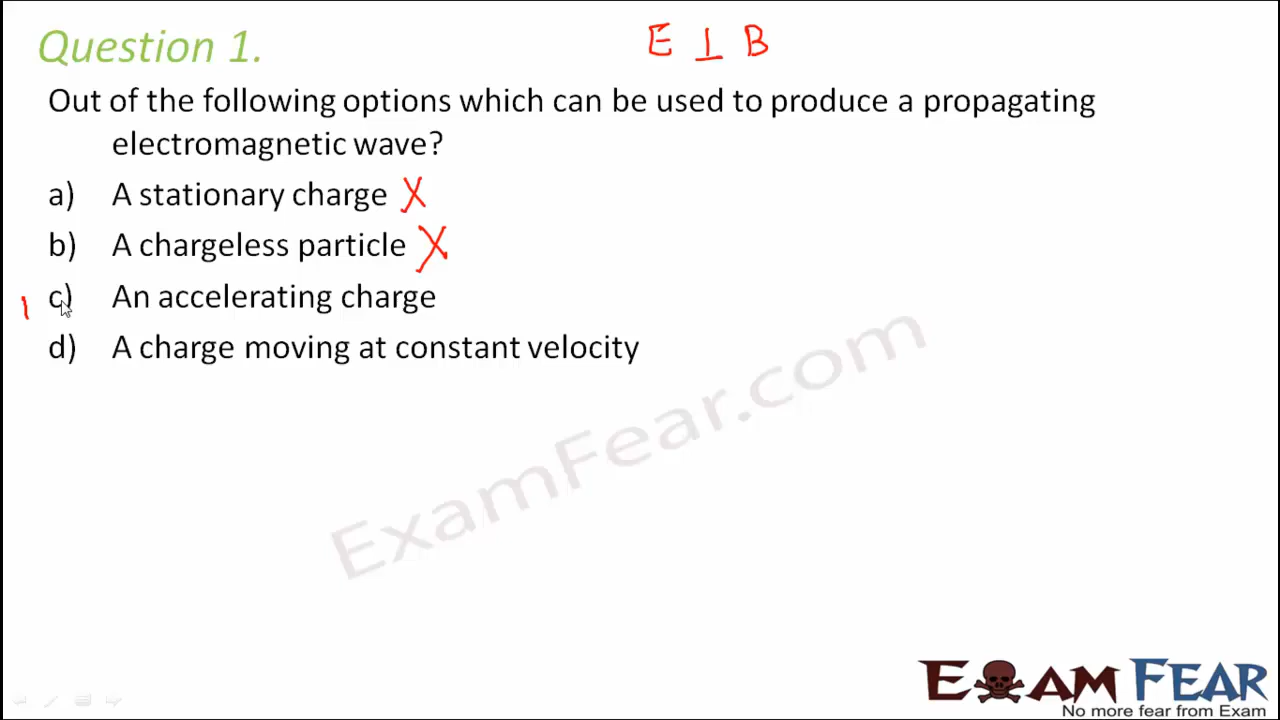 Question 1.
E ⊥ B
Out of the following options which can be used to produce a propagating
electromagnetic wave?
a) A stationary charge X
b) A chargeless particle X
c) An accelerating charge
d) A charge moving at constant velocity
ExamFear.com
EXAM FEAR
No more fear from Exam